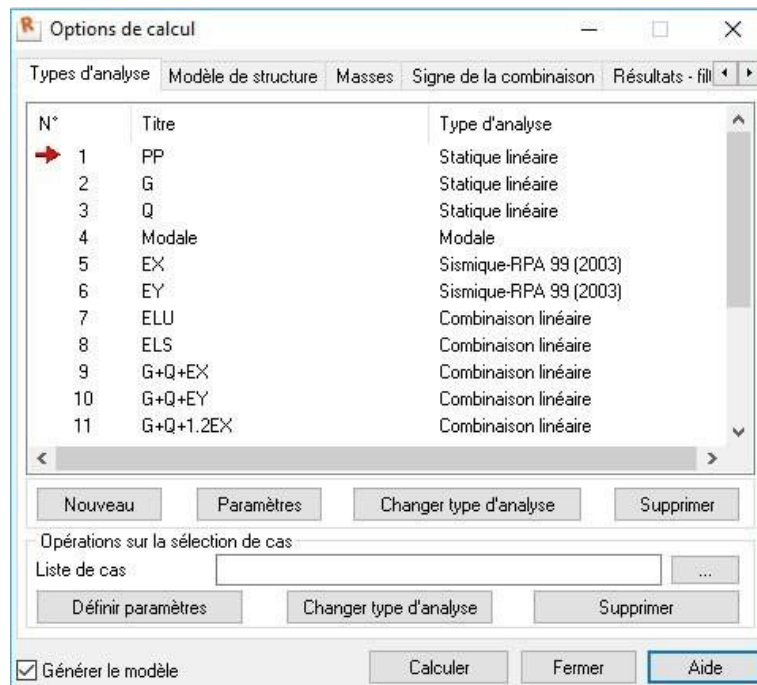 Options de calcul
Types d'analyse Modèle de structure Masses Signe de la combinaison Résultats - filt
N° Titre Type d'analyse
1 PP Statique linéaire
2 G Statique linéaire
3 Q Statique linéaire
4 Modale Modale
5 EX Sismique-RPA 99 (2003)
6 EY Sismique-RPA 99 (2003)
7 ELU Combinaison linéaire
8 ELS Combinaison linéaire
9 G+Q+EX Combinaison linéaire
10 G+Q+EY Combinaison linéaire
11 G+Q+1.2EX Combinaison linéaire
Nouveau Paramètres Changer type d'analyse Supprimer
Opérations sur la sélection de cas
Liste de cas ...
Définir paramètres Changer type d'analyse Supprimer
Générer le modèle Calculer Fermer Aide